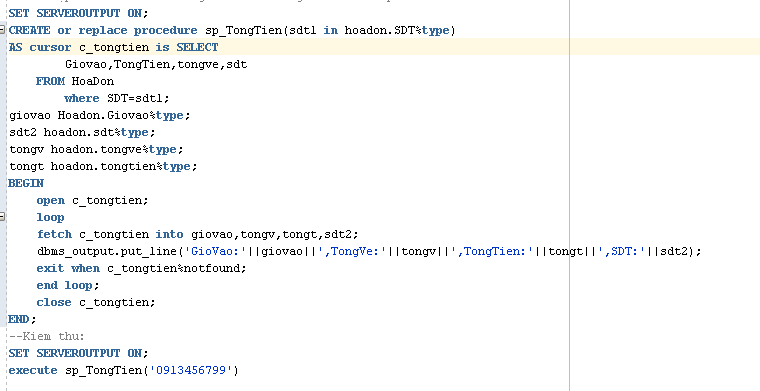 SET SERVEROUTPUT ON;
CREATE or replace procedure sp_TongTien(sdt1 in hoadon.SDT%type)
AS cursor c_tongtien is SELECT
Giovao,TongTien,tongve,sdt
FROM HoaDon
where SDT=sdt1;
giovao Hoadon.Giovao%type;
sdt2 hoadon.sdt%type;
tongv hoadon.tongve%type;
tongt hoadon.tongtien%type;
BEGIN
open c_tongtien;
loop
fetch c_tongtien into giovao,tongv,tongt,sdt2;
dbms_output.put_line('GioVao:'||giovao||',TongVe:'||tongv||',TongTien:'||tongt||',SDT:'||sdt2);
exit when c_tongtien%notfound;
end loop;
close c_tongtien;
END;
--Kiem thu:
SET SERVEROUTPUT ON;
execute sp_TongTien('0913456799')